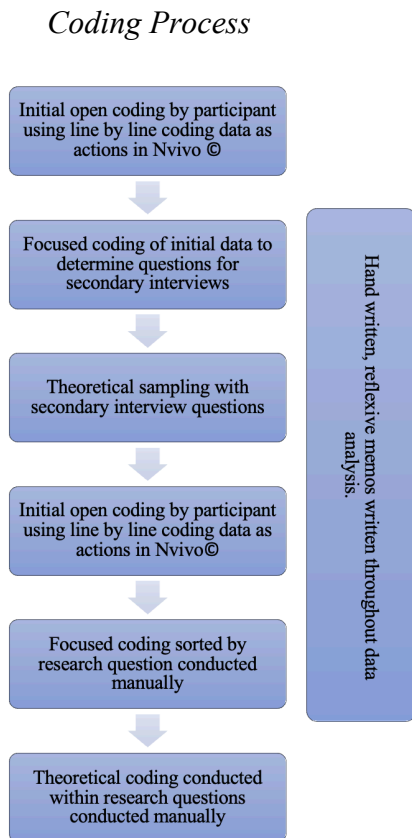 Coding Process
Initial open coding by participant
using line by line coding data as
actions in Nvivo ©
Focused coding of initial data to
determine questions for
secondary interviews
Theoretical sampling with
secondary interview questions
Initial open coding by participant
using line by line coding data as
actions in Nvivo©
Focused coding sorted by
research question conducted
manually
Theoretical coding conducted
within research questions
conducted manually
Hand written, reflexive memos written throughout data
analysis.